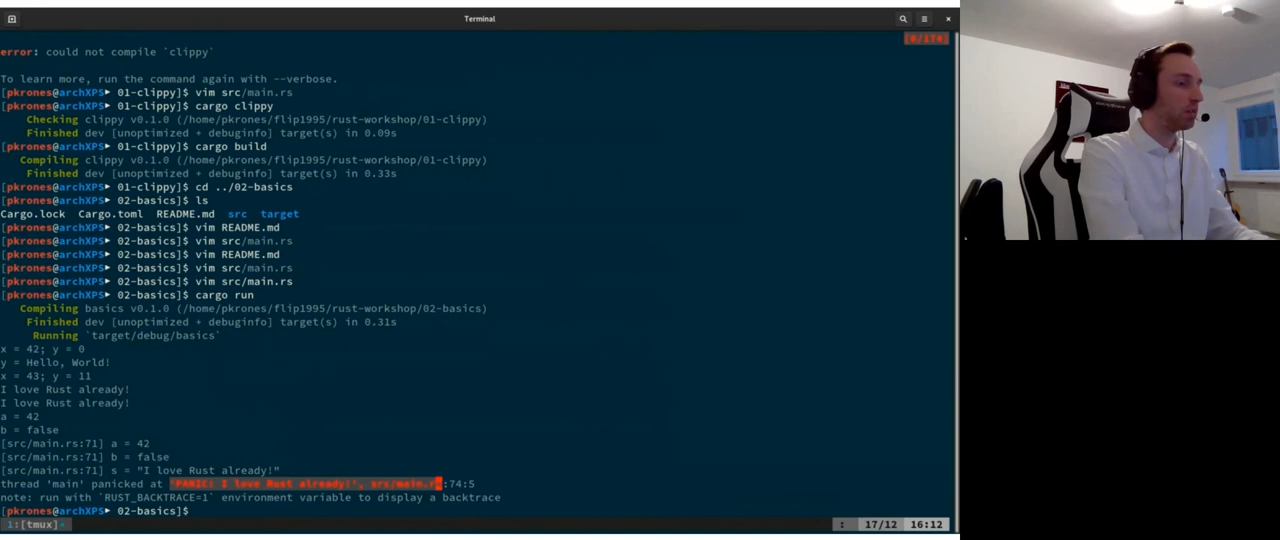 Terminal
[0/174]
error: could not compile `clippy`
To learn more, run the command again with --verbose.
[pkrones@archXPS► 01-clippy]$ vim src/main.rs
[pkrones@archXPS► 01-clippy]$ cargo clippy
Checking clippy v0.1.0 (/home/pkrones/flip1995/rust-workshop/01-clippy)
Finished dev [unoptimized + debuginfo] target(s) in 0.09s
[pkrones@archXPS► 01-clippy]$ cargo build
Compiling clippy v0.1.0 (/home/pkrones/flip1995/rust-workshop/01-clippy)
Finished dev [unoptimized + debuginfo] target(s) in 0.33s
[pkrones@archXPS► 01-clippy]$ cd ../02-basics
[pkrones@archXPS► 02-basics]$ ls
Cargo.lock Cargo.toml README.md src target
[pkrones@archXPS► 02-basics]$ vim README.md
[pkrones@archXPS► 02-basics]$ vim src/main.rs
[pkrones@archXPS► 02-basics]$ vim README.md
[pkrones@archXPS► 02-basics]$ vim src/main.rs
[pkrones@archXPS► 02-basics]$ vim src/main.rs
[pkrones@archXPS► 02-basics]$ cargo run
Compiling basics v0.1.0 (/home/pkrones/flip1995/rust-workshop/02-basics)
Finished dev [unoptimized + debuginfo] target(s) in 0.31s
Running `target/debug/basics`
x = 42; y = 0
y = Hello, World!
x = 43; y = 11
I love Rust already!
I love Rust already!
a = 42
b = false
[src/main.rs:71] a = 42
[src/main.rs:71] b = false
[src/main.rs:71] s = "I love Rust already!"
thread 'main' panicked at 'PANIC: I love Rust already!', src/main.rs:74:5
note: run with `RUST_BACKTRACE=1` environment variable to display a backtrace
[pkrones@archXPS► 02-basics]$
1:[tmux]* : 17/12 16:12